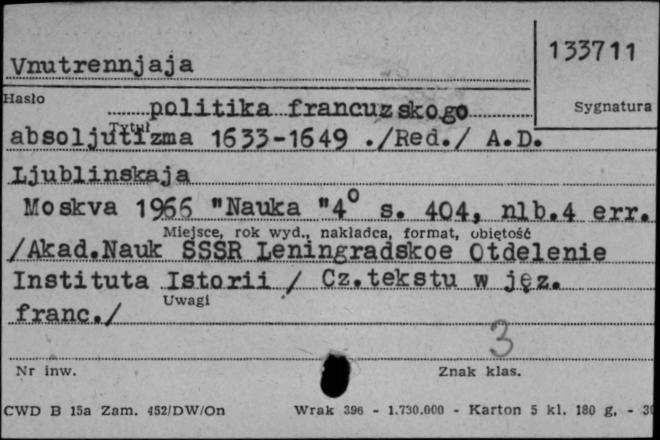 Vnutrennjaja
133711
Hasło
politika francuzskogo
Sygnatura
Tytuł
absoljutizma 1633-1649 ./Red./ A.D.
Ljublinskaja
Moskva 1966 "Nauka "4° s. 404, nlb.4 err.
Miejsce, rok wyd., nakładca, format, objętość
/Akad.Nauk SSSR Leningradskoe Otdelenie
Instituta Istorii / Cz.tekstu w jęz.
Uwagi
franc./
3
Nr inw.
Znak klas.
CWD B 15a Zam. 452/DW/On
Wrak 396 - 1.730.000 - Karton 5 kl. 180 g. -